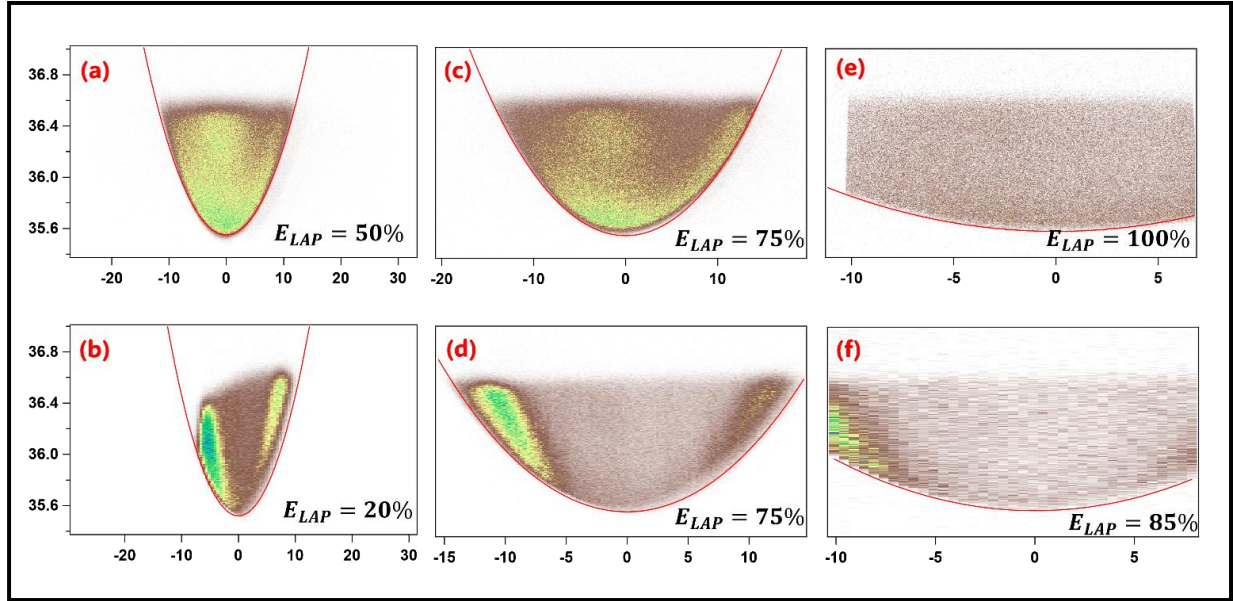 (a)
36.8
36.4
36.0
35.6
E_LAP = 50%
-20 -10 0 10 20 30
(c)
E_LAP = 75%
-10 0 10
(e)
E_LAP = 100%
-10 -5 0 5
(b)
36.8
36.4
36.0
35.6
E_LAP = 20%
-20 -10 0 10 20 30
(d)
E_LAP = 75%
-15 -10 -5 0 5 10
(f)
E_LAP = 85%
-10 -5 0 5